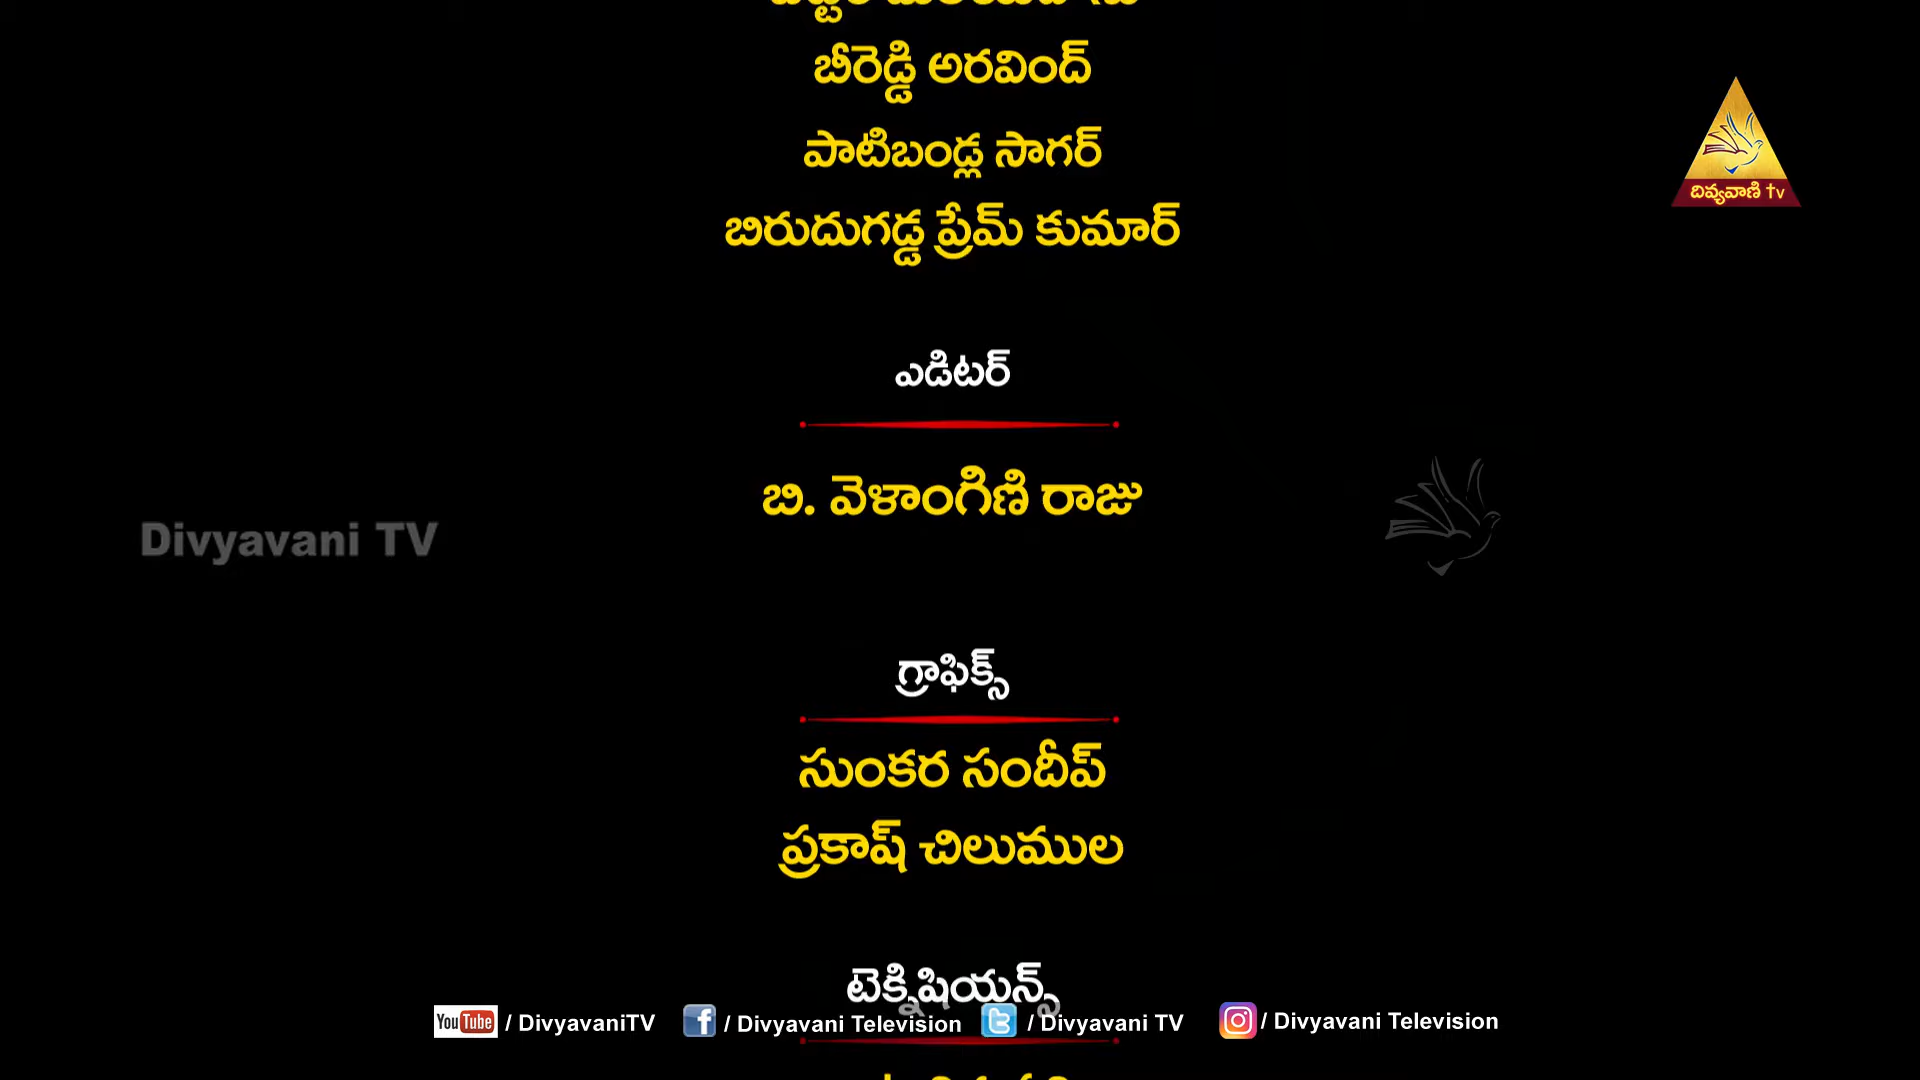 బీరెడ్డి అరవింద్
పాటిబండ్ల సాగర్
బిరుదుగడ్డ ప్రేమ్ కుమార్
దివ్యవాణి tv
ఎడిటర్
బి. వెళాంగిణి రాజు
Divyavani TV
గ్రాఫిక్స్
సుంకర సందీప్
ప్రకాష్ చిలుముల
టెక్నిషియన్స్
YouTube / DivyavaniTV f / Divyavani Television / Divyavani TV / Divyavani Television